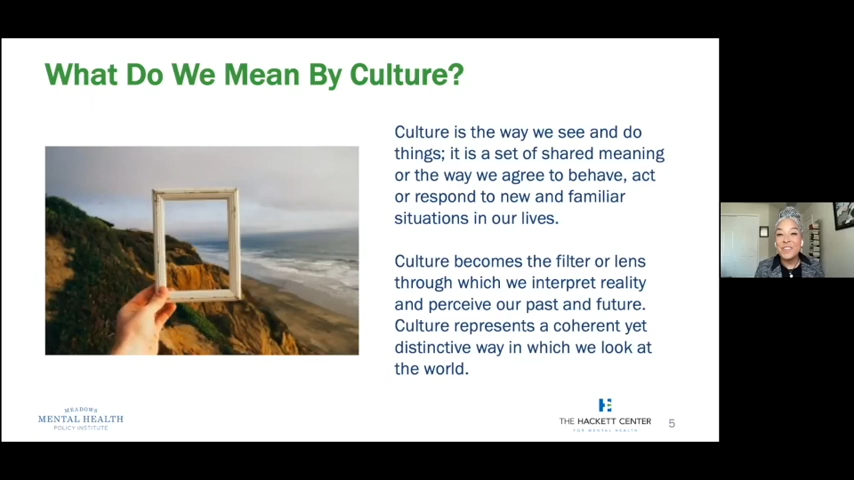 What Do We Mean By Culture?
Culture is the way we see and do
things; it is a set of shared meaning
or the way we agree to behave, act
or respond to new and familiar
situations in our lives.
Culture becomes the filter or lens
through which we interpret reality
and perceive our past and future.
Culture represents a coherent yet
distinctive way in which we look at
the world.
MEADOWS
MENTAL HEALTH
POLICY INSTITUTE
THE HACKETT CENTER
FOR MENTAL HEALTH
5